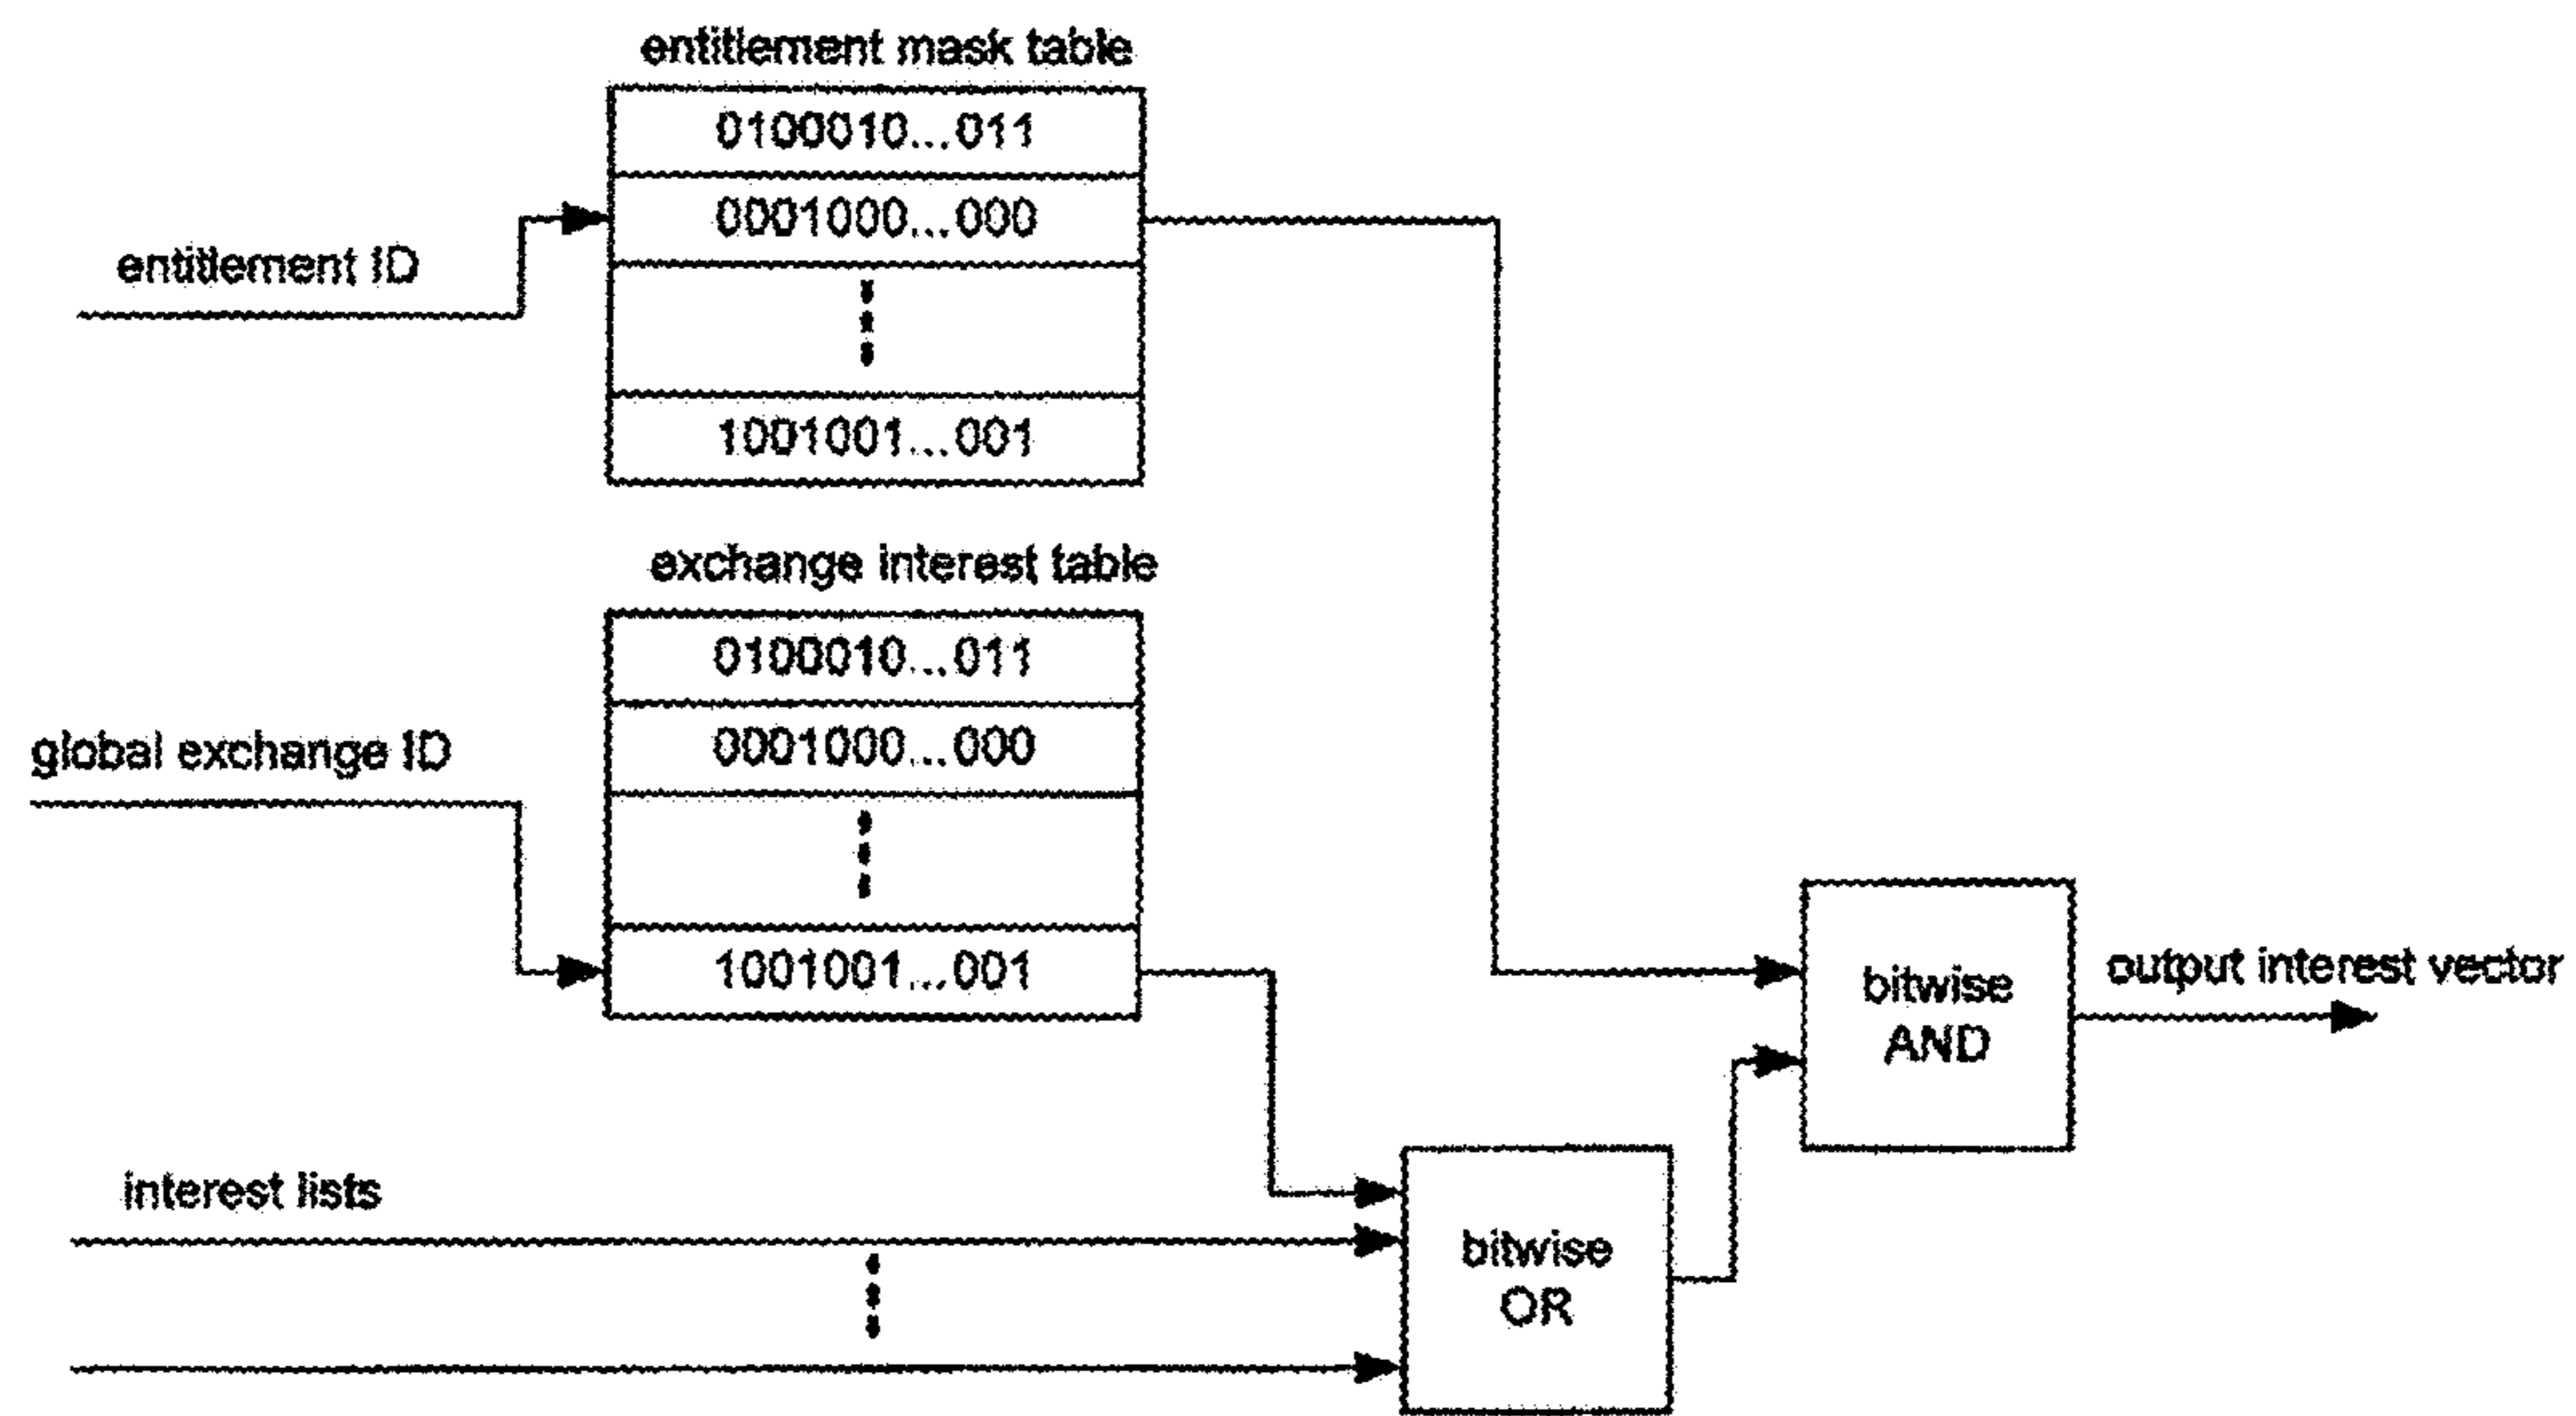 entitlement mask table
0100010...011
0001000...000
entitlement ID
1001001...001
exchange interest table
0100010...011
global exchange ID
0001000...000
1001001...001
output interest vector
bitwise
AND
interest lists
bitwise
OR